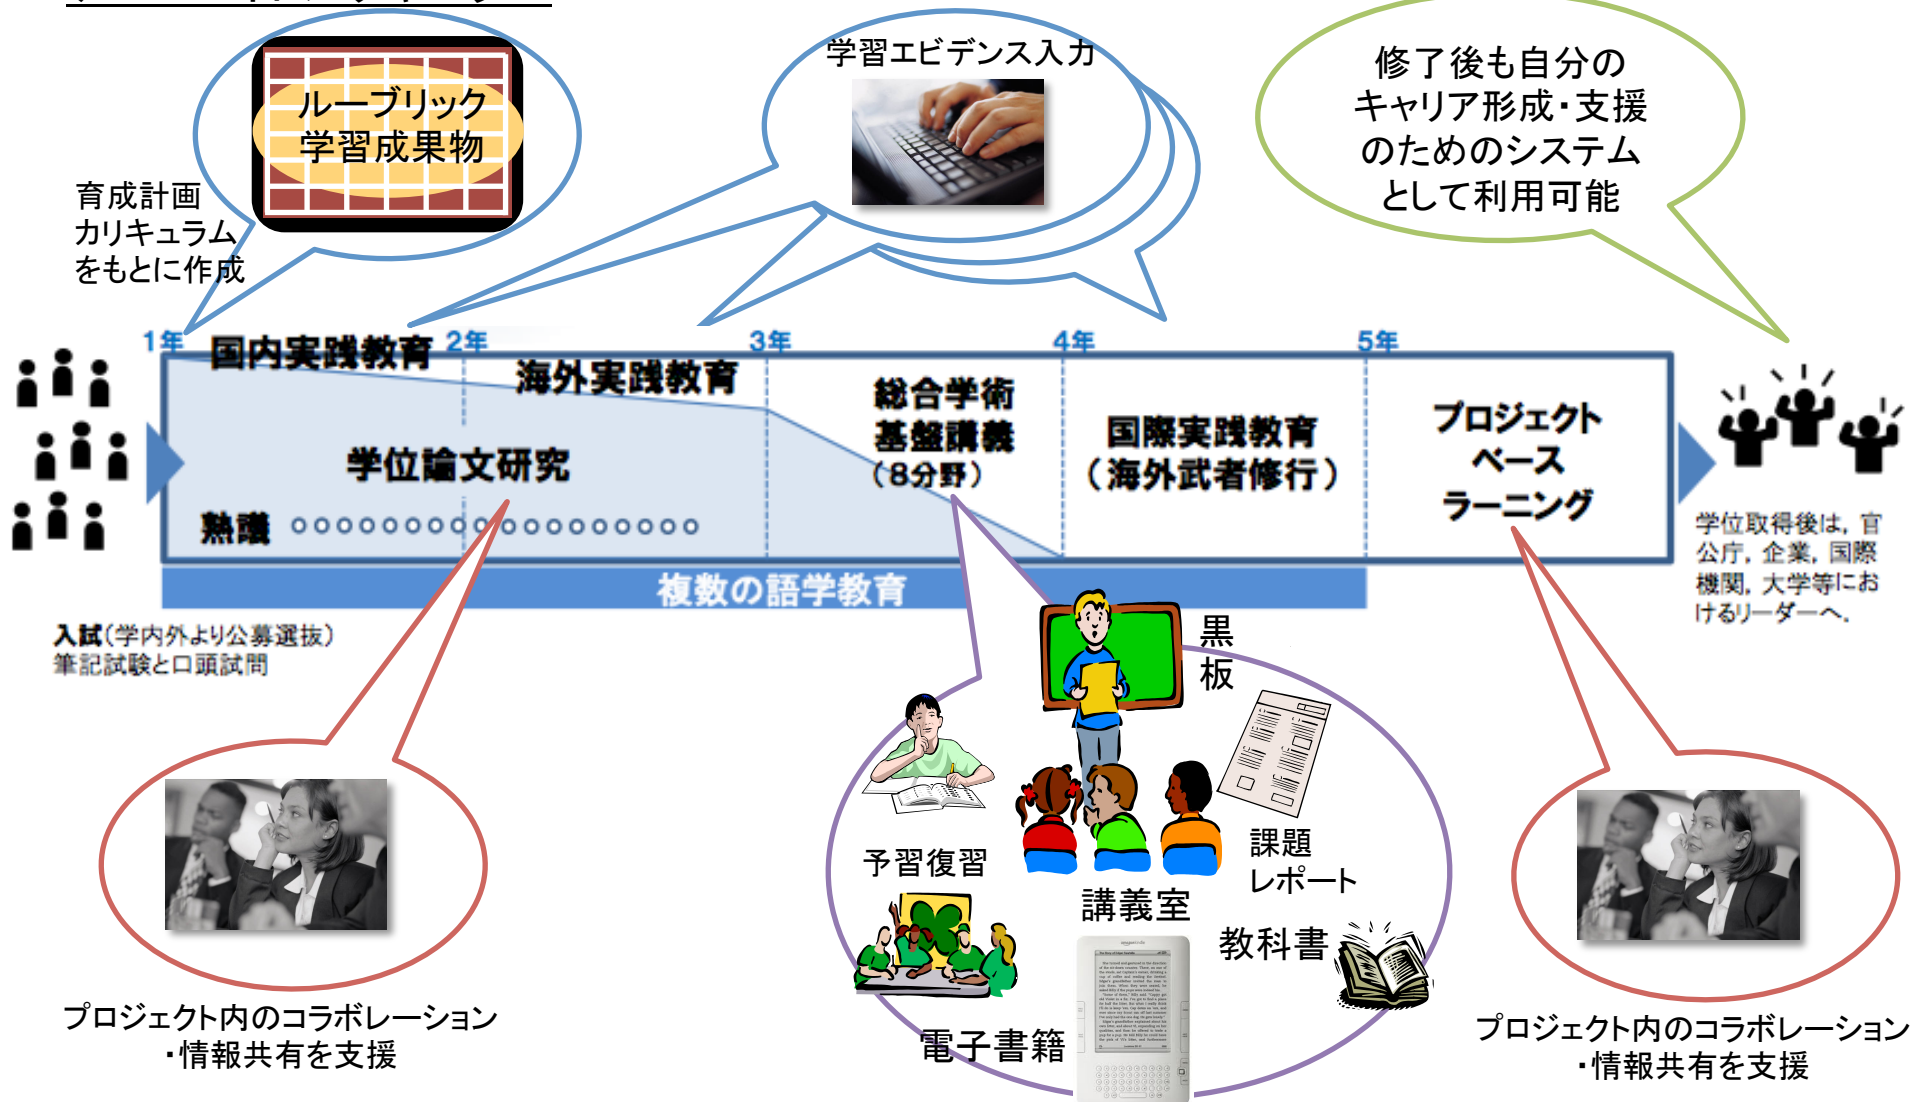 ルーブリック
学習成果物
育成計画
カリキュラム
をもとに作成
学習エビデンス入力
修了後も自分の
キャリア形成・支援
のためのシステム
として利用可能
1年
2年
3年
4年
5年
国内実践教育
海外実践教育
総合学術
基盤講義
（8分野）
国際実践教育
（海外武者修行）
プロジェクト
ベース
ラーニング
学位論文研究
熟議
複数の語学教育
入試（学内外より公募選抜）
筆記試験と口頭試問
学位取得後は，官
公庁，企業，国際
機関，大学等にお
けるリーダーへ．
黒
板
予習復習
課題
レポート
講義室
教科書
電子書籍
プロジェクト内のコラボレーション
・情報共有を支援
プロジェクト内のコラボレーション
・情報共有を支援